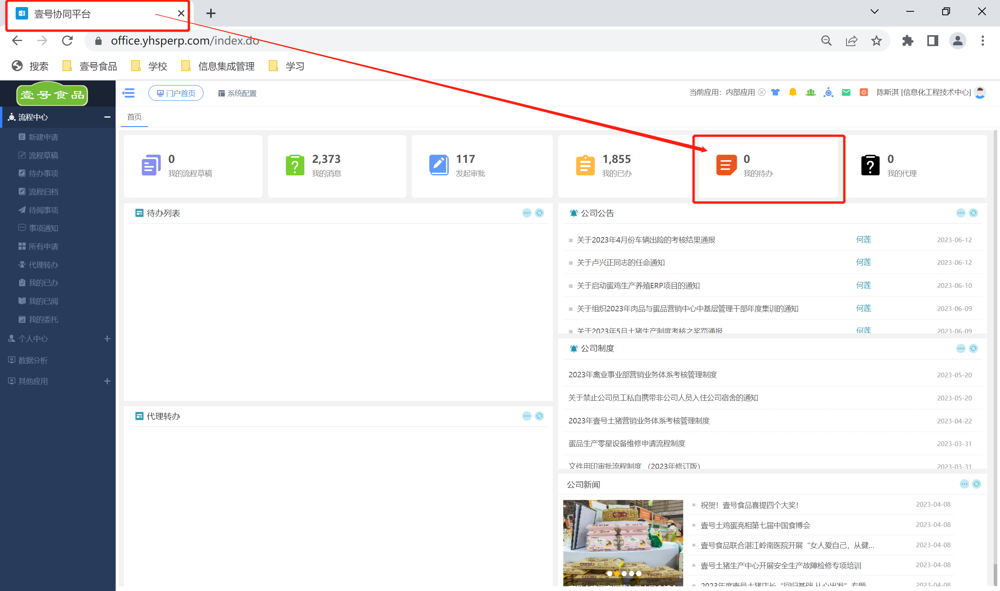 壹号协同平台
office.yhsperp.com/index.do
搜索 壹号食品 学校 信息集成管理 学习
壹号食品
门户首页 系统配置
当前应用：内部应用 陈斯淇 [信息化工程技术中心]
流程中心
新建申请
流程草稿
待办事项
流程归档
待阅事项
事项通知
所有申请
代理转办
我的已办
我的已阅
我的委托
个人中心
数据分析
其他应用
首页
0
我的流程草稿
2,373
我的消息
117
发起审批
1,855
我的已办
0
我的待办
0
我的代理
待办列表
代理转办
公司公告
关于2023年4月份车辆出险的考核结果通报 何莲 2023-06-12
关于卢兴正同志的任命通知 何莲 2023-06-12
关于启动蛋鸡生产养殖ERP项目的通知 何莲 2023-06-10
关于组织2023年肉品与蛋品营销中心中基层管理干部年度集训的通知 何莲 2023-06-09
关于2023年5月土猪生产制度考核之奖罚通报 何莲 2023-06-09
公司制度
2023年禽业事业部营销业务体系考核管理制度 2023-05-20
关于禁止公司员工私自携带非公司人员入住公司宿舍的通知 2023-05-20
2023年壹号土猪营销业务体系考核管理制度 2023-04-22
蛋品生产零星设备维修申请流程制度 2023-03-31
文件用印审批流程制度 （2023年修订版） 2023-03-31
公司新闻
祝贺！壹号食品喜提四个大奖！ 2023-04-08
壹号土鸡蛋亮相第七届中国食博会 2023-04-08
壹号食品联合湛江岭南医院开展“女人爱自己，从健... 2023-04-08
壹号土猪生产中心开展安全生产故障检修专项培训 2023-04-08
2023年度壹号土猪店长“回归基础 从心出发”专题 2023-04-08